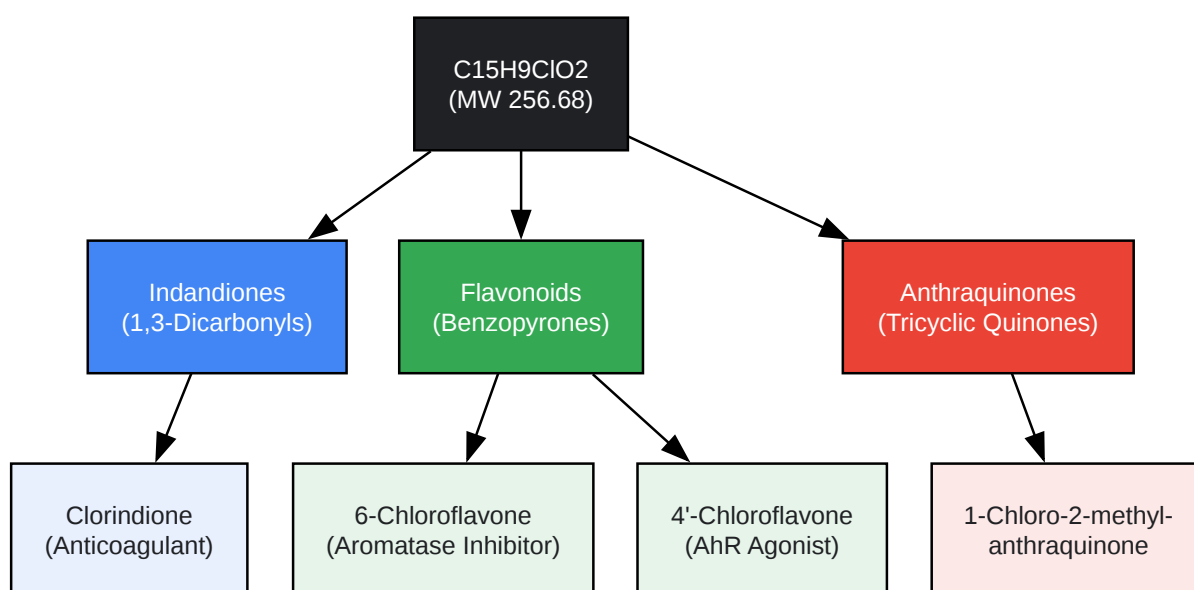 C15H9ClO2
(MW 256.68)
Indandiones
(1,3-Dicarbonyls)
Flavonoids
(Benzopyrones)
Anthraquinones
(Tricyclic Quinones)
Clorindione
(Anticoagulant)
6-Chloroflavone
(Aromatase Inhibitor)
4'-Chloroflavone
(AhR Agonist)
1-Chloro-2-methyl-
anthraquinone